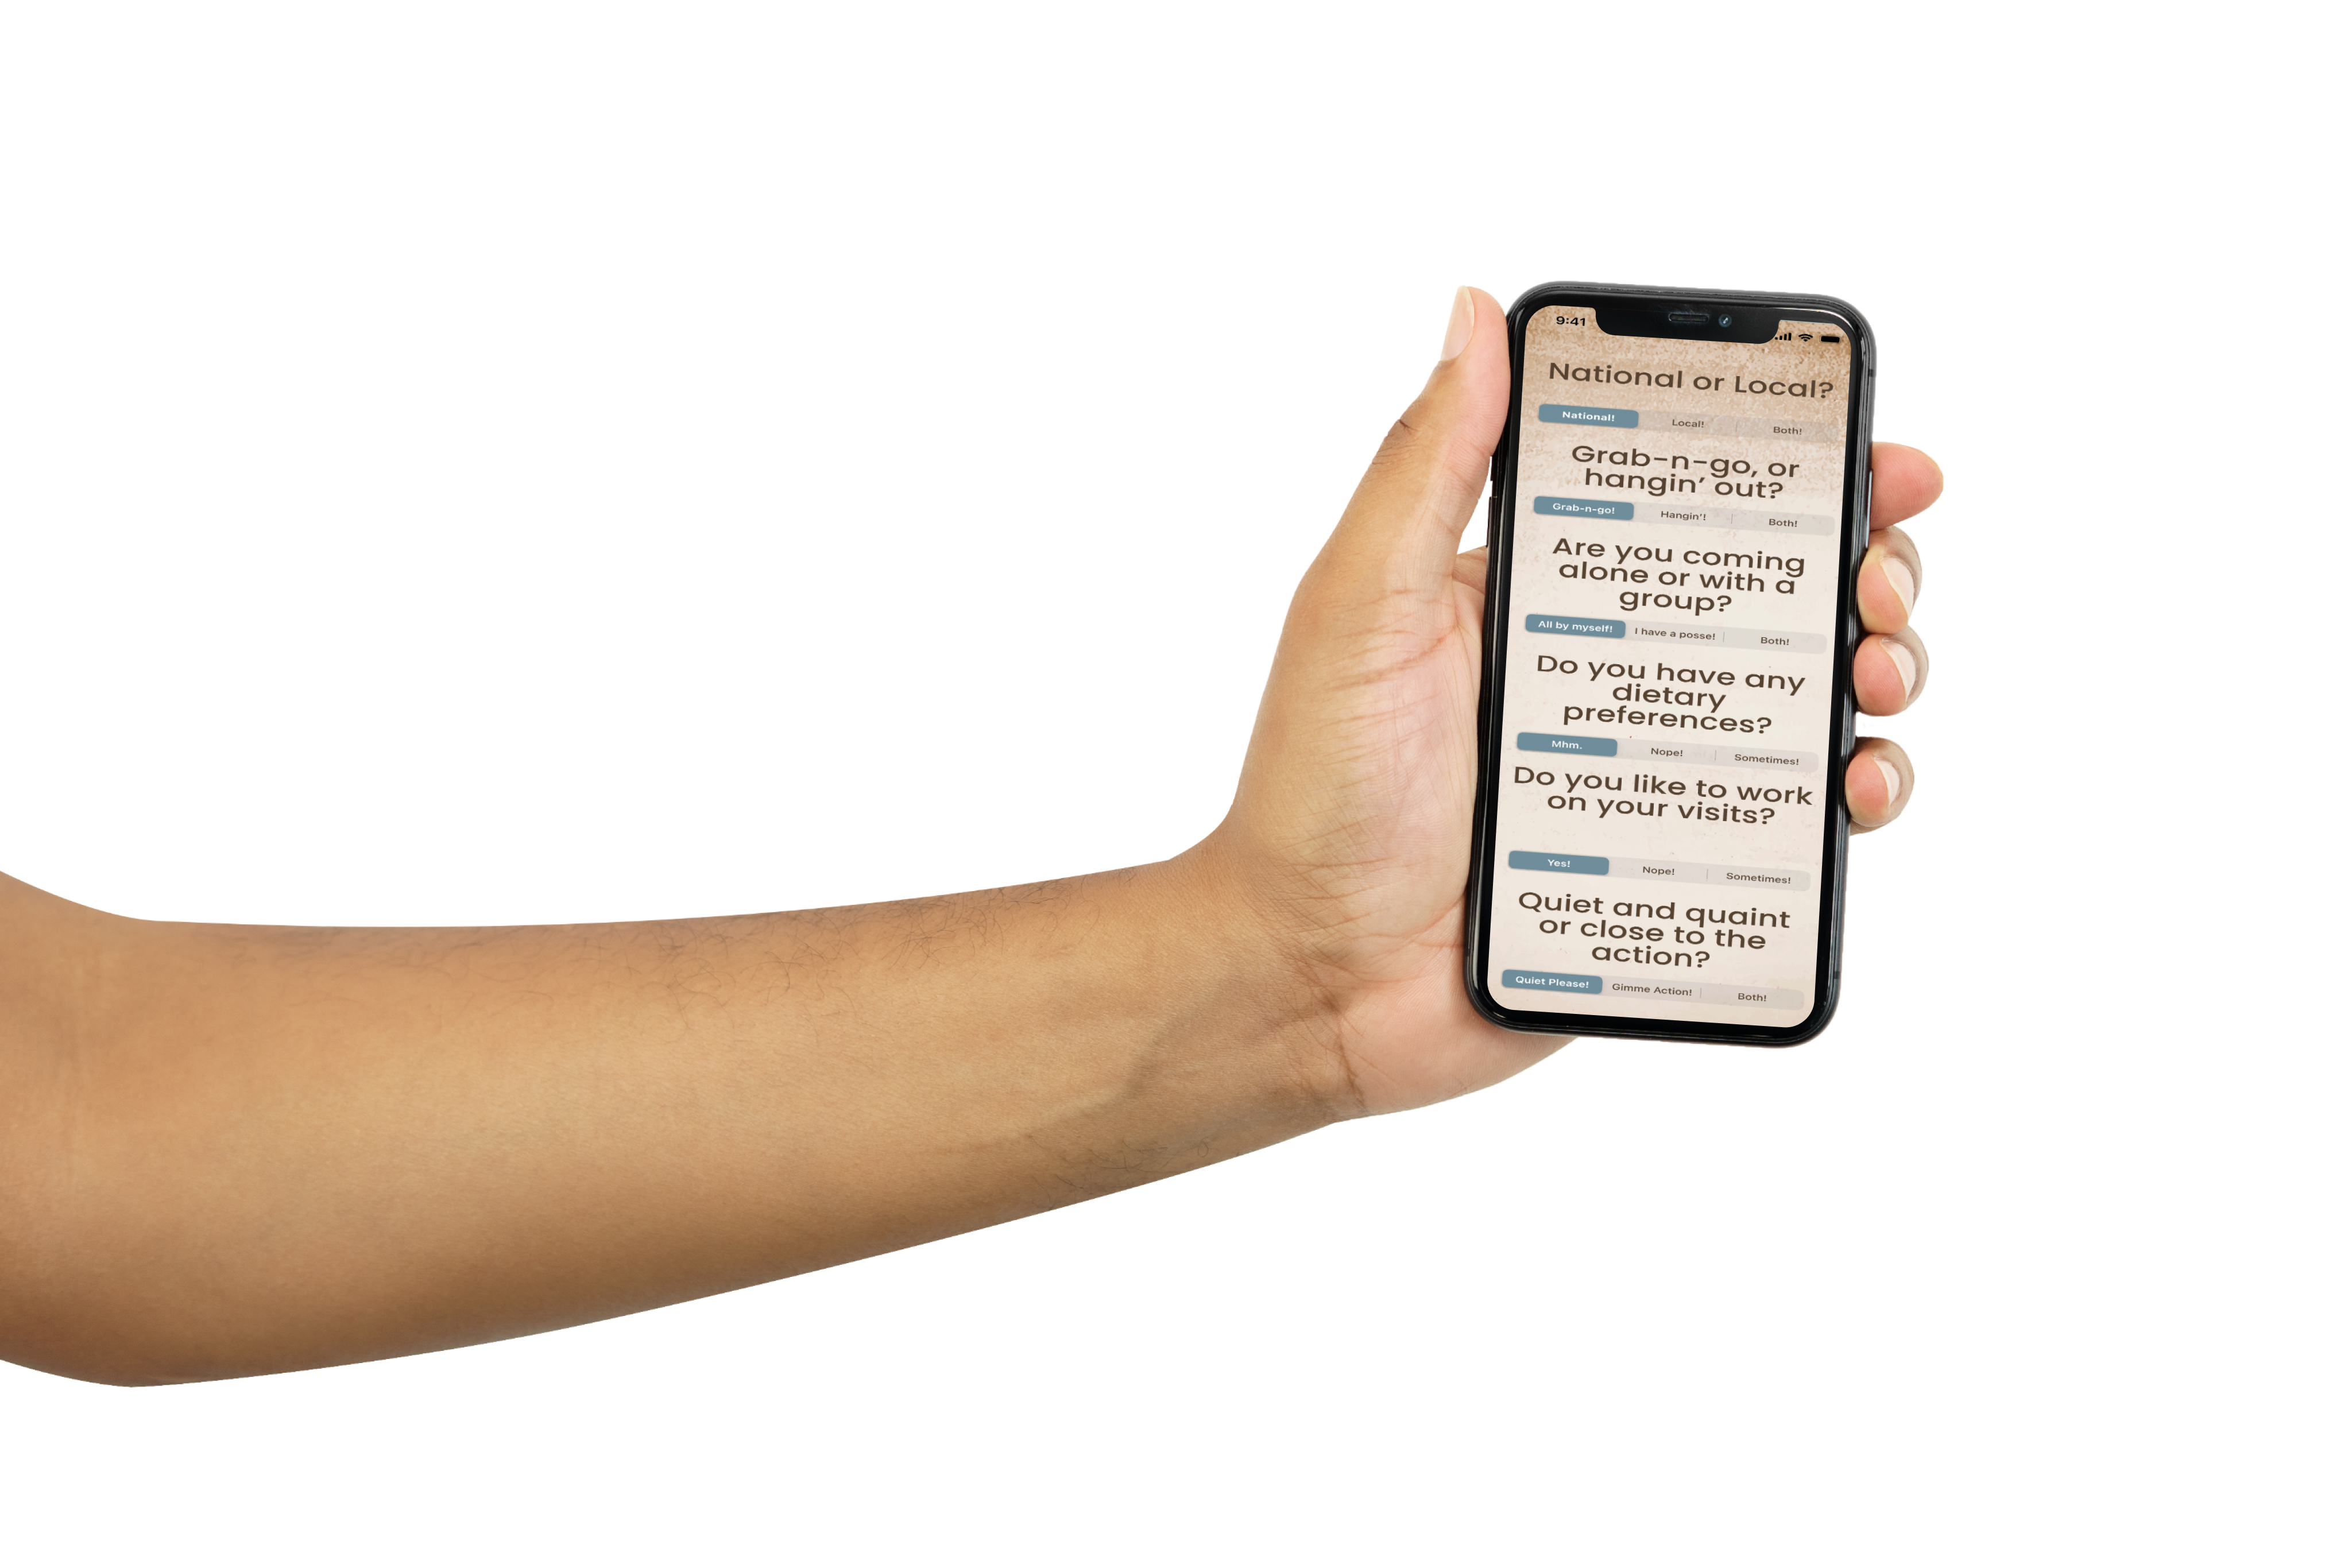 9:41
National or Local?
National! Local! Both!
Grab-n-go, or
hangin’ out?
Grab-n-go! Hangin’! Both!
Are you coming
alone or with a
group?
All by myself! I have a posse! Both!
Do you have any
dietary
preferences?
Mhm. Nope! Sometimes!
Do you like to work
on your visits?
Yes! Nope! Sometimes!
Quiet and quaint
or close to the
action?
Quiet Please! Gimme Action! Both!